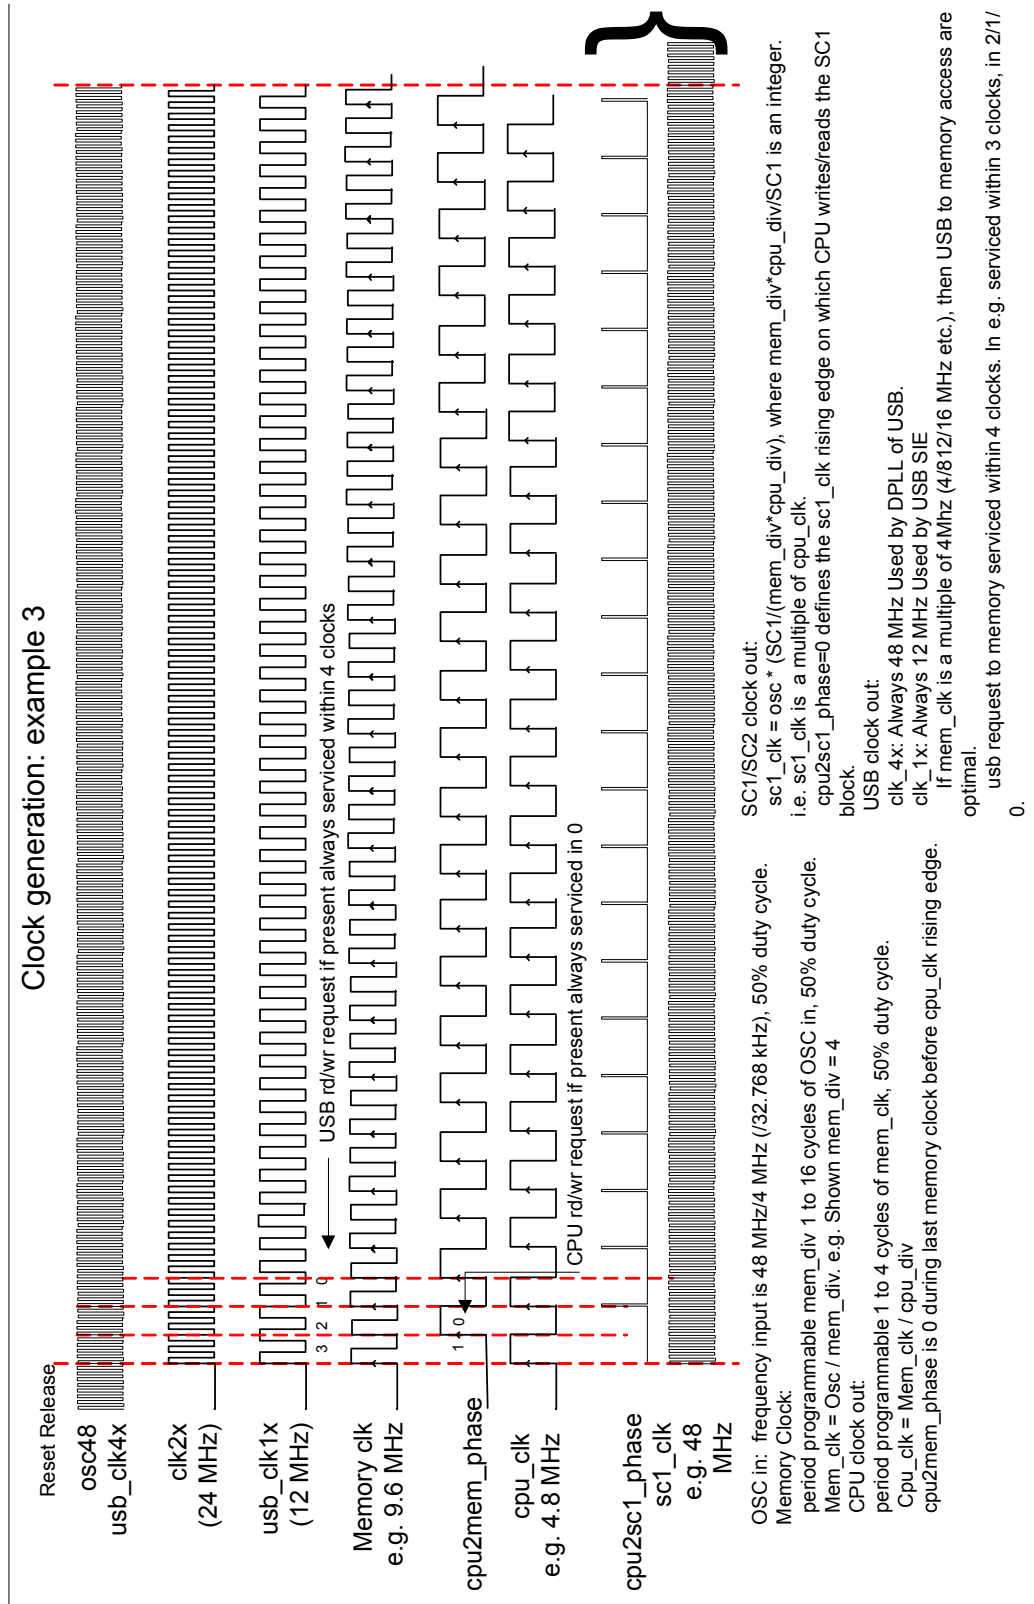 Clock generation: example 3
Reset Release
osc48
usb_clk4x
clk2x
(24 MHz)
usb_clk1x
(12 MHz)
3 2 1 0
USB rd/wr request if present always serviced within 4 clocks
Memory clk
e.g. 9.6 MHz
cpu2mem_phase
1 0
CPU rd/wr request if present always serviced in 0
cpu_clk
e.g. 4.8 MHz
cpu2sc1_phase
sc1_clk
e.g. 48
MHz
OSC in: frequency input is 48 MHz/4 MHz (/32.768 kHz), 50% duty cycle.
Memory Clock:
period programmable mem_div 1 to 16 cycles of OSC in, 50% duty cycle.
Mem_clk = Osc / mem_div. e.g. Shown mem_div = 4
CPU clock out:
period programmable 1 to 4 cycles of mem_clk, 50% duty cycle.
Cpu_clk = Mem_clk / cpu_div
cpu2mem_phase is 0 during last memory clock before cpu_clk rising edge.
SC1/SC2 clock out:
sc1_clk = osc * (SC1/(mem_div*cpu_div), where mem_div*cpu_div/SC1 is an integer.
i.e. sc1_clk is a multiple of cpu_clk.
cpu2sc1_phase=0 defines the sc1_clk rising edge on which CPU writes/reads the SC1
block.
USB clock out:
clk_4x: Always 48 MHz Used by DPLL of USB.
clk_1x: Always 12 MHz Used by USB SIE
If mem_clk is a multiple of 4Mhz (4/812/16 MHz etc.), then USB to memory access are
optimal.
usb request to memory serviced within 4 clocks. In e.g. serviced within 3 clocks, in 2/1/
0.